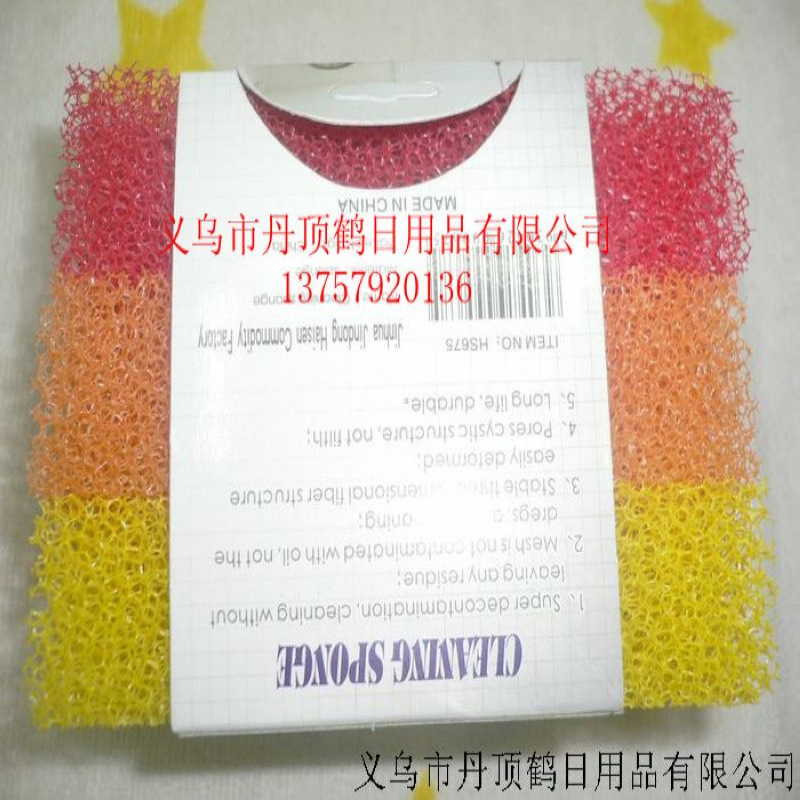 CLEANING SPONGE
1、Super decontamination, cleaning without
leaving any residue;
2、Mesh is not contaminated with oil, not the
dregs,
3、Stable
fiber structure
easily deformed;
4、Pores cystic structure, not filth;
5、Long life, durable。
ITEM NO：HS675
Jinhua Jindong Haisen Commodity Factory
MADE IN CHINA
义乌市丹顶鹤日用品有限公司
13757920136
义乌市丹顶鹤日用品有限公司